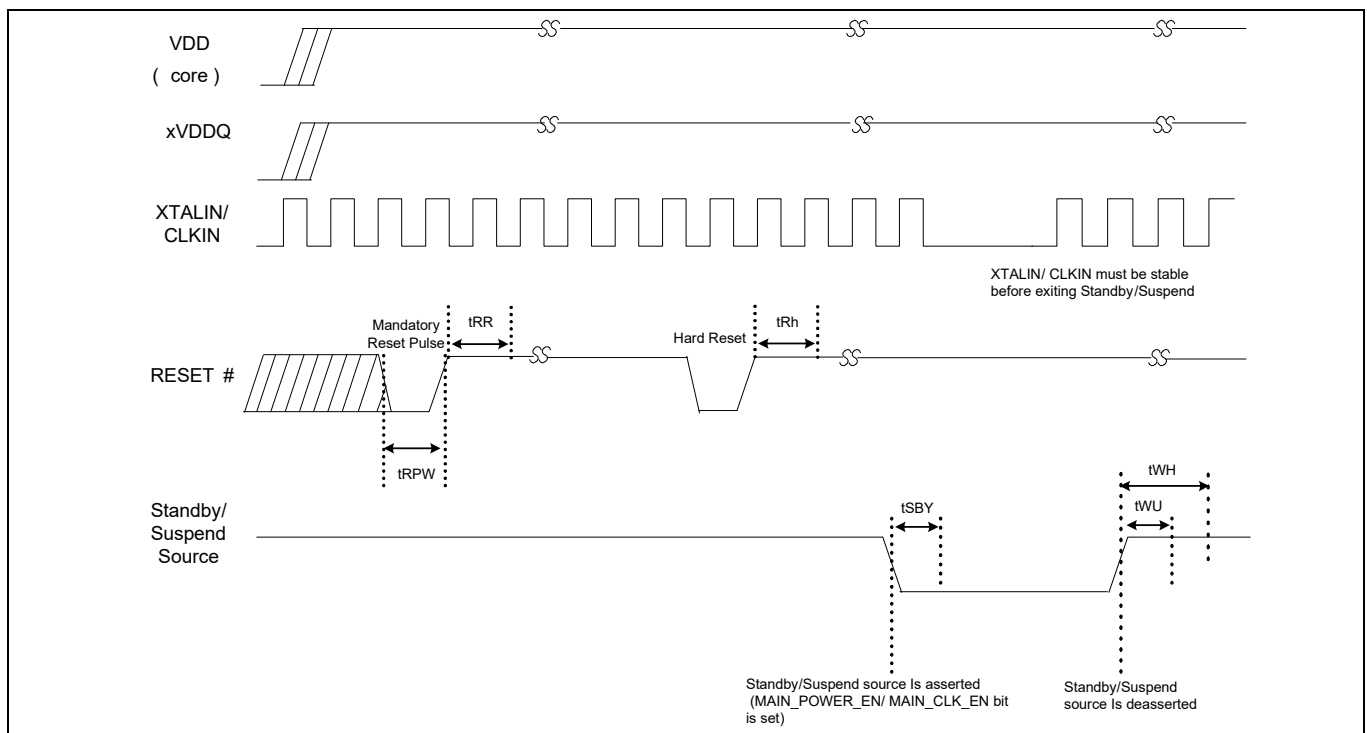 VDD
( core )
xVDDQ
XTALIN/
CLKIN
XTALIN/ CLKIN must be stable
before exiting Standby/Suspend
Mandatory
Reset Pulse
tRR
Hard Reset
tRh
RESET #
tRPW
tWH
Standby/
Suspend
Source
tSBY
tWU
Standby/Suspend source Is asserted
(MAIN_POWER_EN/ MAIN_CLK_EN bit
is set)
Standby/Suspend
source Is deasserted